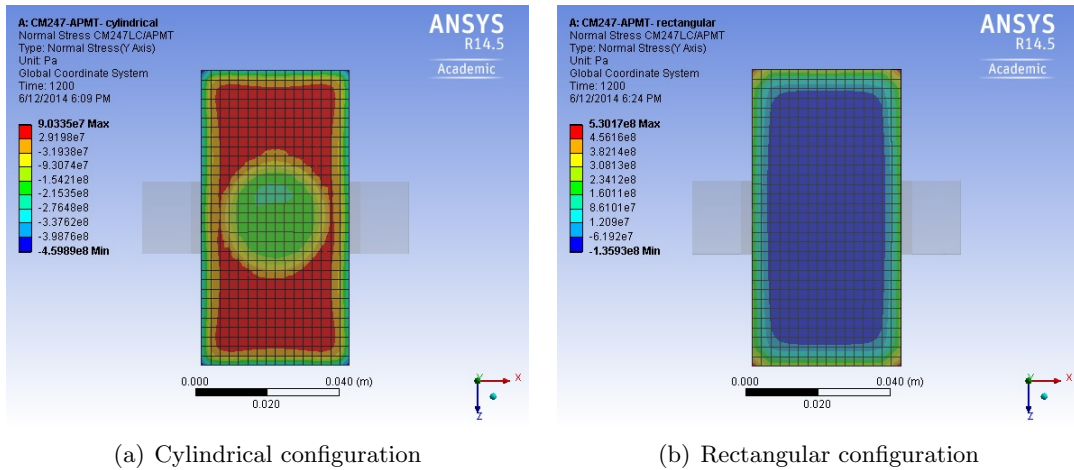 A: CM247-APMT- cylindrical
Normal Stress CM247LC/APMT
Type: Normal Stress(Y Axis)
Unit: Pa
Global Coordinate System
Time: 1200
6/12/2014 6:09 PM
ANSYS
R14.5
Academic
9.0335e7 Max
2.9198e7
-3.1938e7
-9.3074e7
-1.5421e8
-2.1535e8
-2.7648e8
-3.3762e8
-3.9876e8
-4.5989e8 Min
0.000
0.040 (m)
0.020
Y
X
Z
(a) Cylindrical configuration
A: CM247-APMT- rectangular
Normal Stress CM247LC/APMT
Type: Normal Stress(Y Axis)
Unit: Pa
Global Coordinate System
Time: 1200
6/12/2014 6:24 PM
ANSYS
R14.5
Academic
5.3017e8 Max
4.5616e8
3.8214e8
3.0813e8
2.3412e8
1.6011e8
8.6101e7
1.209e7
-6.192e7
-1.3593e8 Min
0.000
0.040 (m)
0.020
Y
X
Z
(b) Rectangular configuration